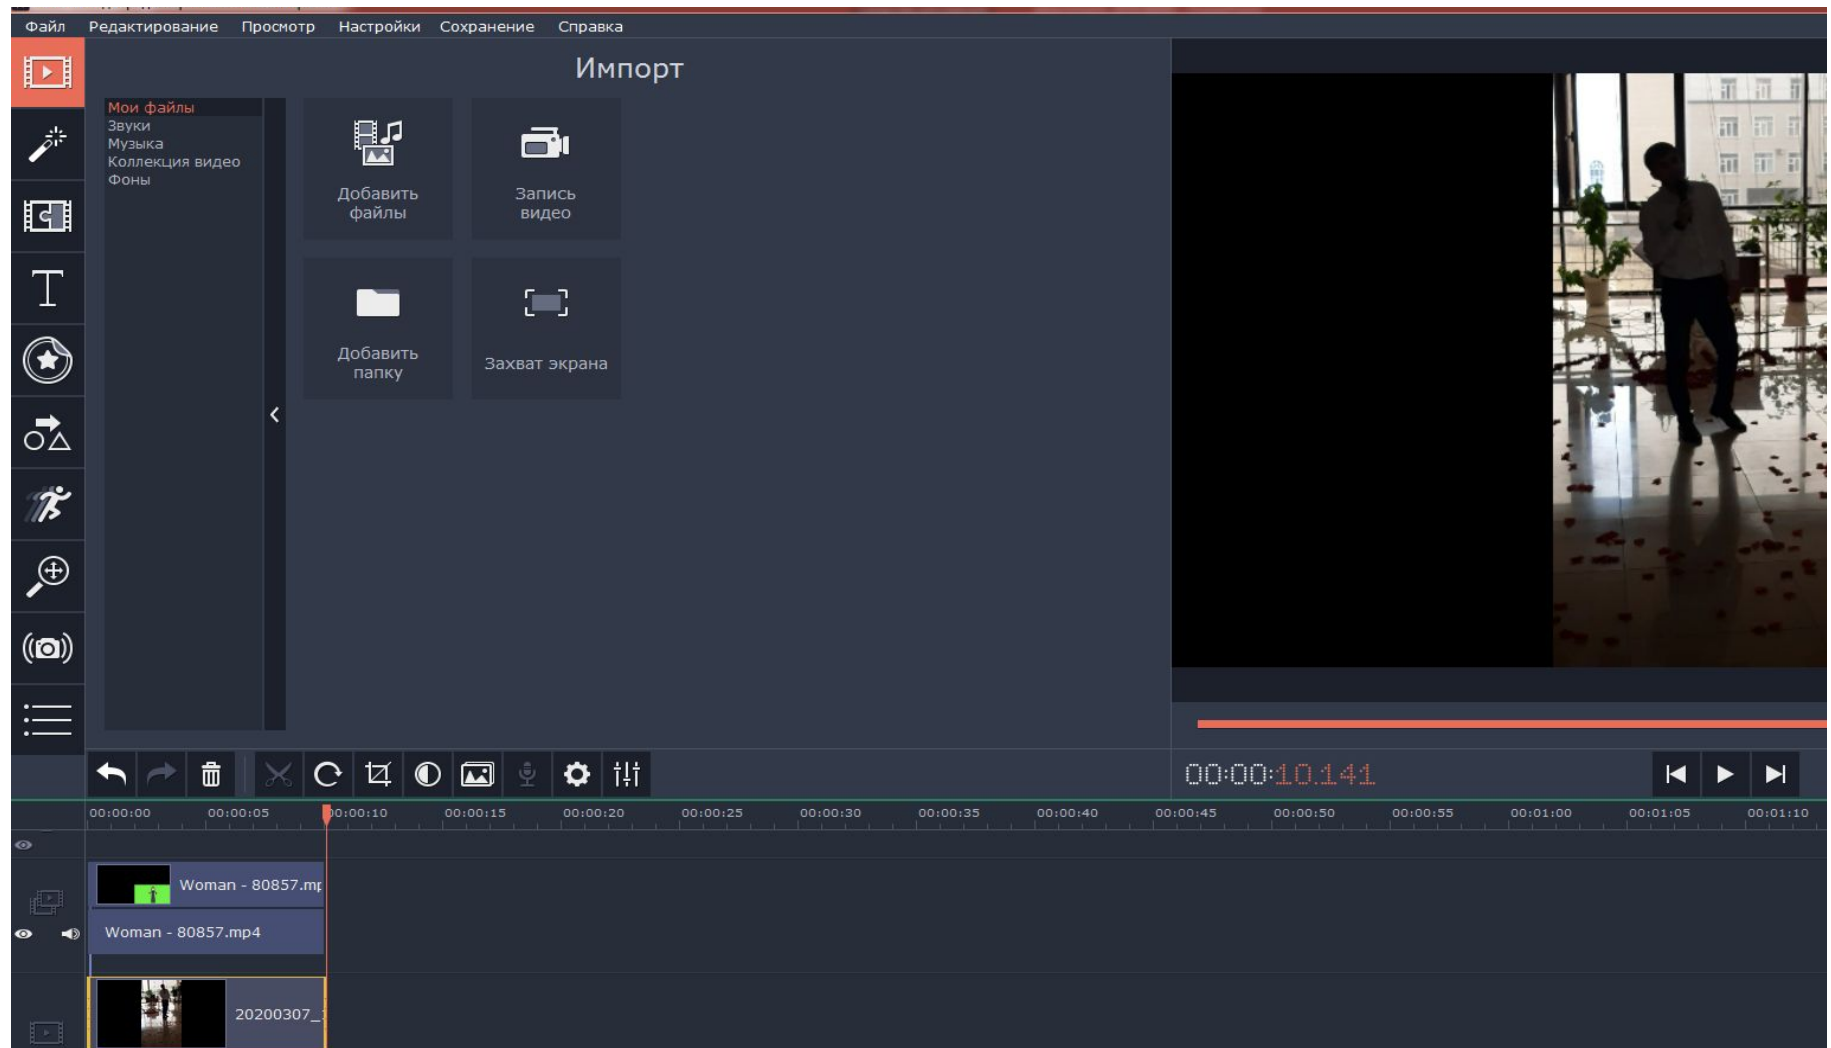 Файл Редактирование Просмотр Настройки Сохранение Справка
Импорт
Мои файлы
Звуки
Музыка
Коллекция видео
Фоны
Добавить
файлы
Запись
видео
Добавить
папку
Захват экрана
00:00:10.141
00:00:00 00:00:05 00:00:10 00:00:15 00:00:20 00:00:25 00:00:30 00:00:35 00:00:40 00:00:45 00:00:50 00:00:55 00:01:00 00:01:05 00:01:10
Woman - 80857.mp
Woman - 80857.mp4
20200307_